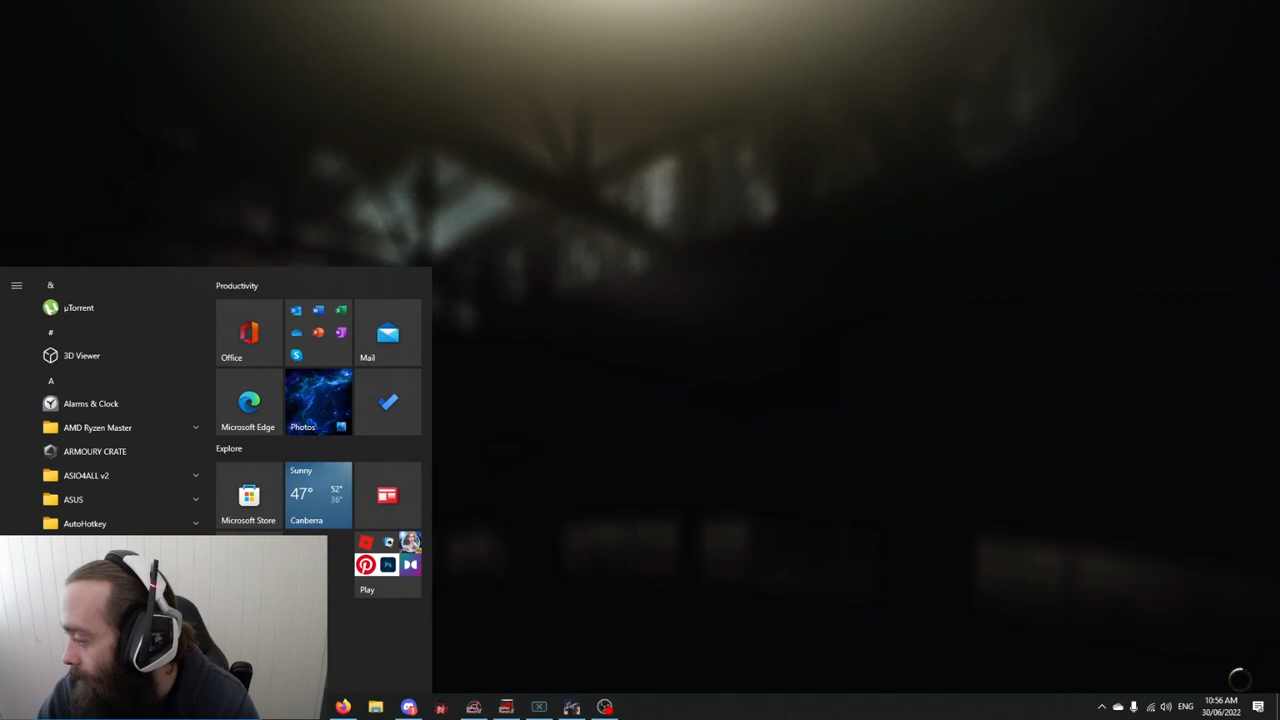 &
µTorrent
#
3D Viewer
A
Alarms & Clock
AMD Ryzen Master
ARMOURY CRATE
ASIO4ALL v2
ASUS
AutoHotkey
Productivity
Office
Mail
Microsoft Edge
Photos
Explore
Microsoft Store
Sunny
47°
52°
36°
Canberra
Ps
Play
ENG
10:56 AM
30/06/2022